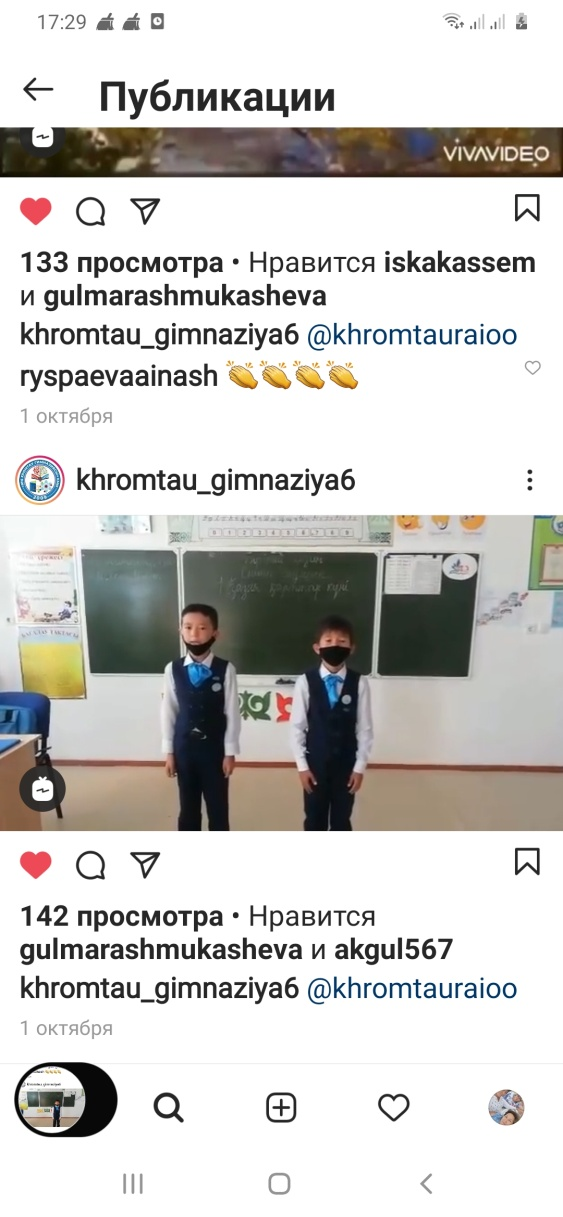 17:29
Публикации
VIVAVIDEO
133 просмотра • Нравится iskakassem
и gulmarashmukasheva
khromtau_gimnaziya6 @khromtauraioo
ryspaevaainash 👏👏👏👏
1 октября
khromtau_gimnaziya6
142 просмотра • Нравится
gulmarashmukasheva и akgul567
khromtau_gimnaziya6 @khromtauraioo
1 октября